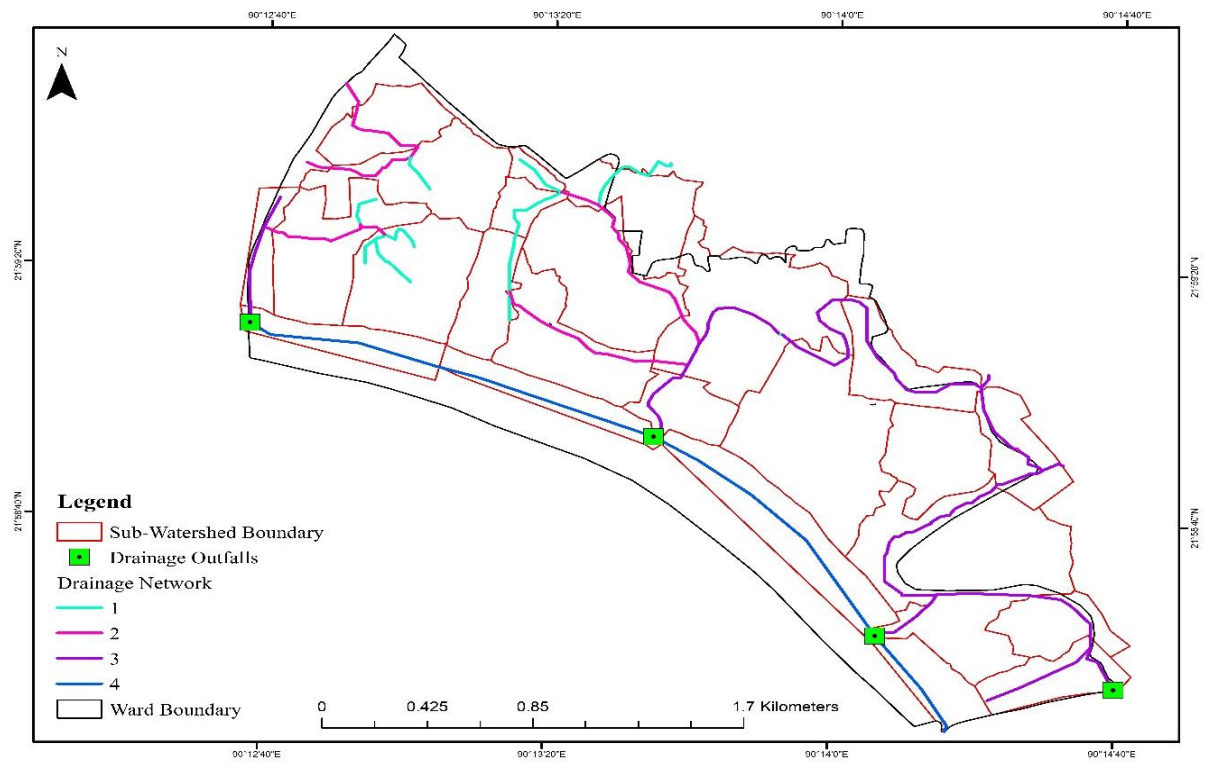 90°12'40"E 90°13'20"E 90°14'0"E 90°14'40"E
N
21°59'20"N
21°59'20"N
21°58'40"N
21°58'40"N
Legend
Sub-Watershed Boundary
Drainage Outfalls
Drainage Network
1
2
3
4
Ward Boundary
0 0.425 0.85 1.7 Kilometers
90°12'40"E 90°13'20"E 90°14'0"E 90°14'40"E